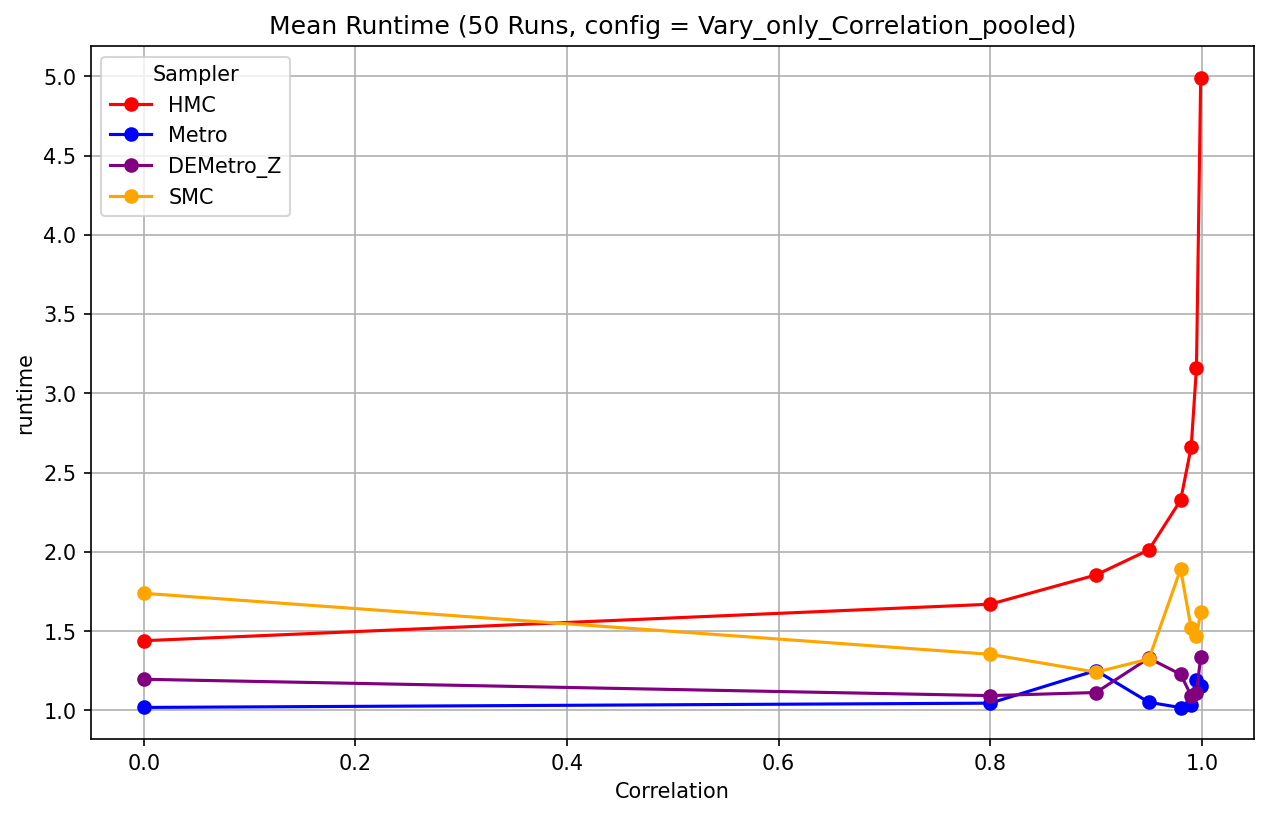 Mean Runtime (50 Runs, config = Vary_only_Correlation_pooled)
Sampler
HMC
Metro
DEMetro_Z
SMC
runtime
5.0
4.5
4.0
3.5
3.0
2.5
2.0
1.5
1.0
0.0 0.2 0.4 0.6 0.8 1.0
Correlation